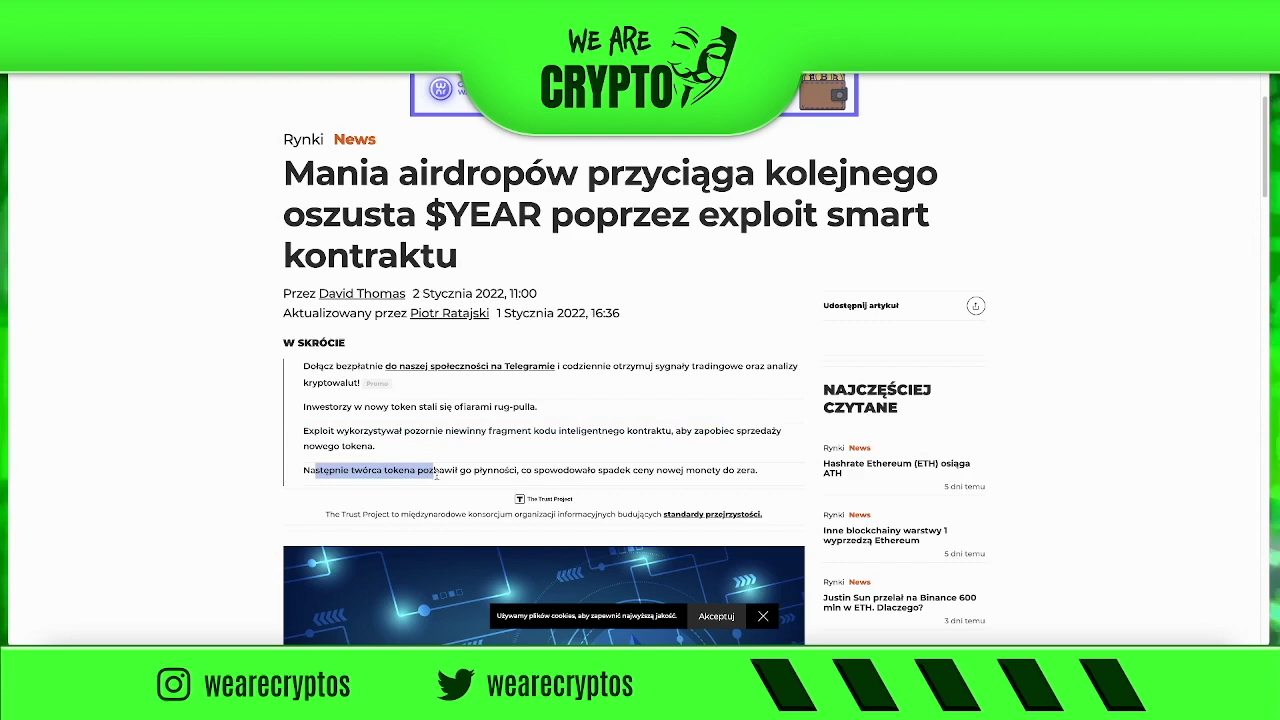 WE ARE
CRYPTO
Rynki News
Mania airdropów przyciąga kolejnego
oszusta $YEAR poprzez exploit smart
kontraktu
Przez David Thomas 2 Stycznia 2022, 11:00
Aktualizowany przez Piotr Ratajski 1 Stycznia 2022, 16:36
Udostępnij artykuł
W SKRÓCIE
Dołącz bezpłatnie do naszej społeczności na Telegramie i codziennie otrzymuj sygnały tradingowe oraz analizy
kryptowalut! Promo
Inwestorzy w nowy token stali się ofiarami rug-pulla.
Exploit wykorzystywał pozornie niewinny fragment kodu inteligentnego kontraktu, aby zapobiec sprzedaży
nowego tokena.
Następnie twórca tokena pozbawił go płynności, co spowodowało spadek ceny nowej monety do zera.
The Trust Project
The Trust Project to międzynarodowe konsorcjum organizacji informacyjnych budujących standardy przejrzystości.
NAJCZĘŚCIEJ
CZYTANE
Rynki News
Hashrate Ethereum (ETH) osiąga
ATH
5 dni temu
Rynki News
Inne blockchainy warstwy 1
wyprzedzą Ethereum
5 dni temu
Rynki News
Justin Sun przelał na Binance 600
mln w ETH. Dlaczego?
3 dni temu
Używamy plików cookies, aby zapewnić najwyższą jakość. Akceptuj
wearecryptos
wearecryptos